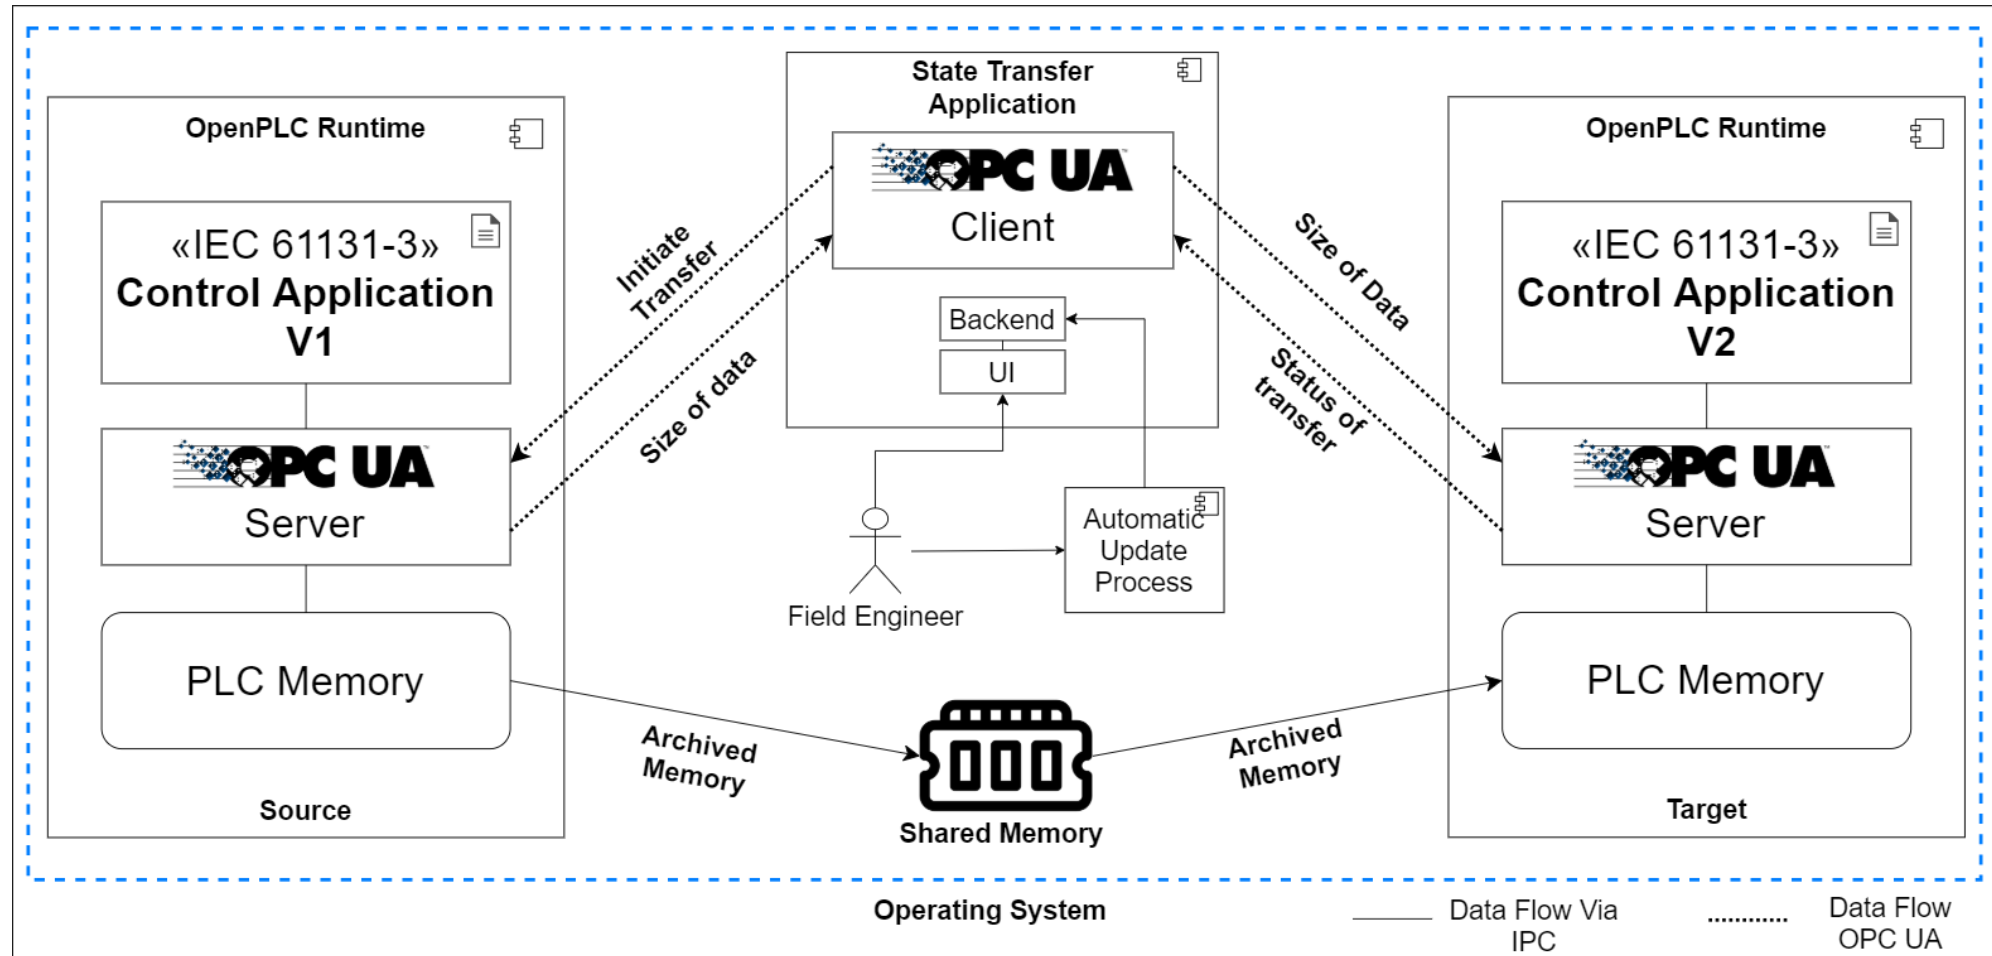 OpenPLC Runtime
«IEC 61131-3»
Control Application
V1
OPC UA
Server
PLC Memory
Source
State Transfer
Application
OPC UA
Client
Backend
UI
Initiate
Transfer
Size of data
Size of Data
Status of
transfer
Field Engineer
Automatic
Update
Process
Archived
Memory
Shared Memory
Archived
Memory
OpenPLC Runtime
«IEC 61131-3»
Control Application
V2
OPC UA
Server
PLC Memory
Target
Operating System
Data Flow Via
IPC
Data Flow
OPC UA